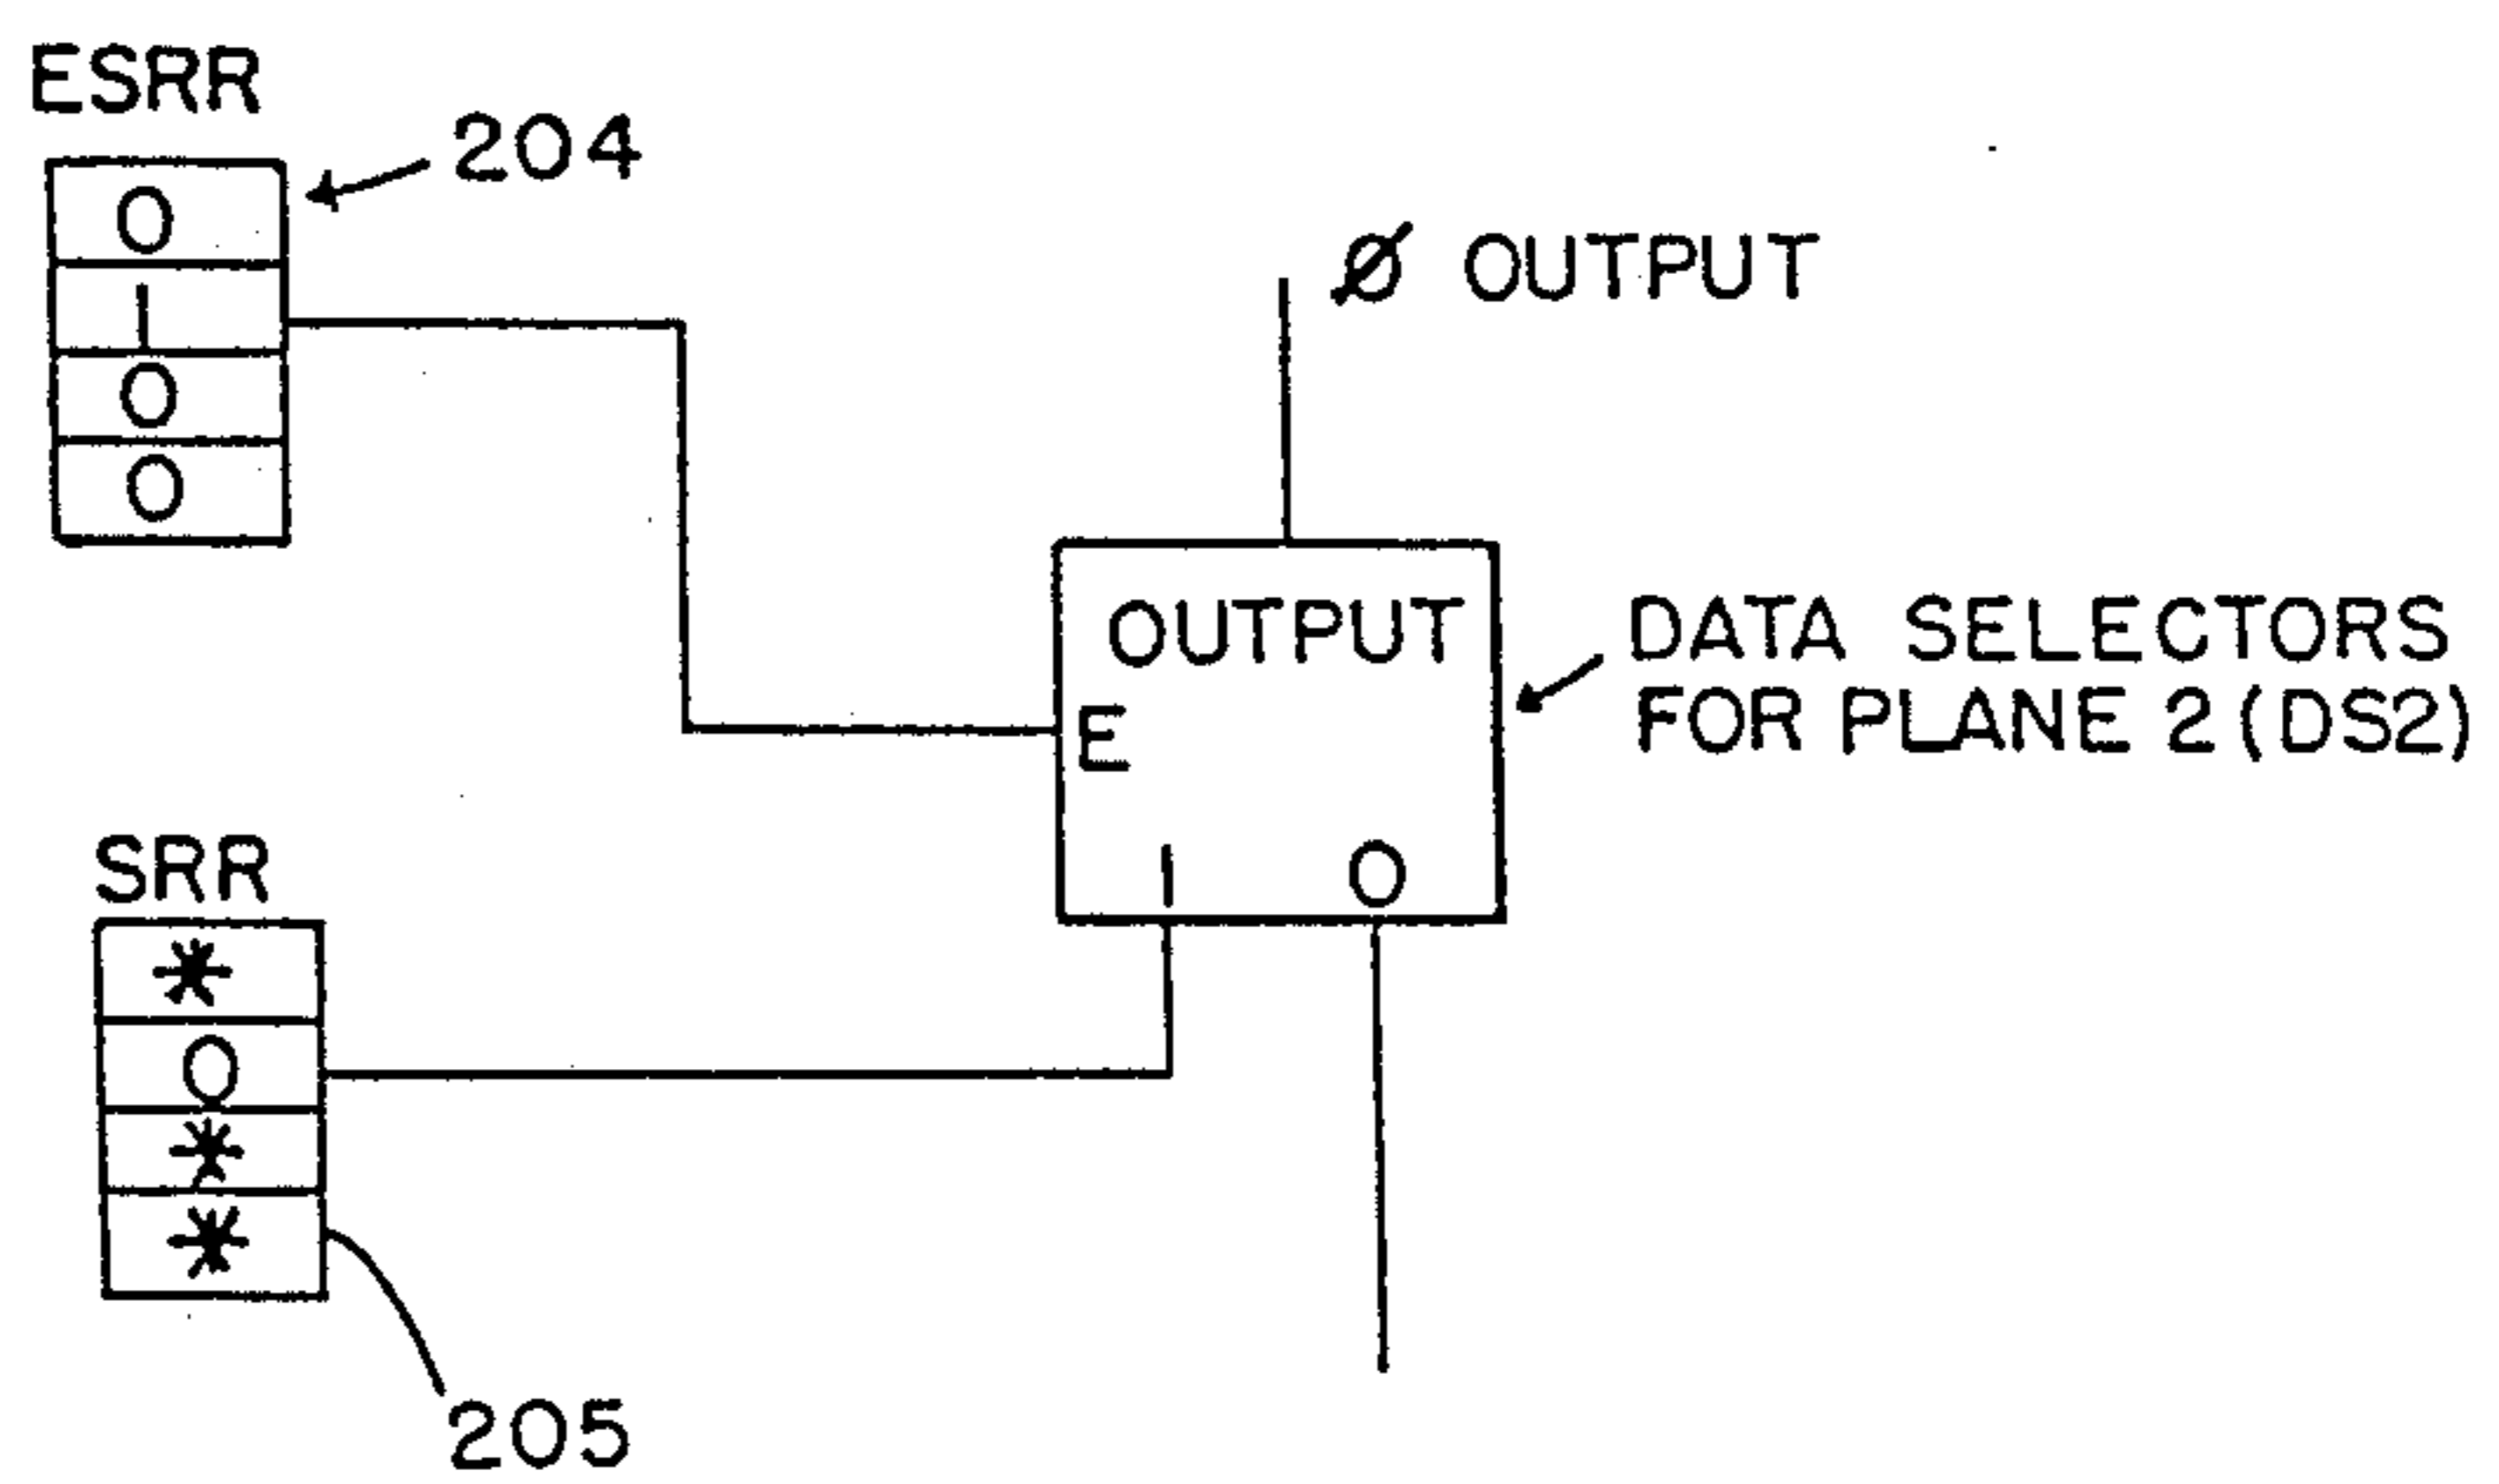 ESRR
204
0
1
0
0
Ø OUTPUT
OUTPUT
E
1 0
DATA SELECTORS
FOR PLANE 2 (DS2)
SRR
*
0
*
*
205